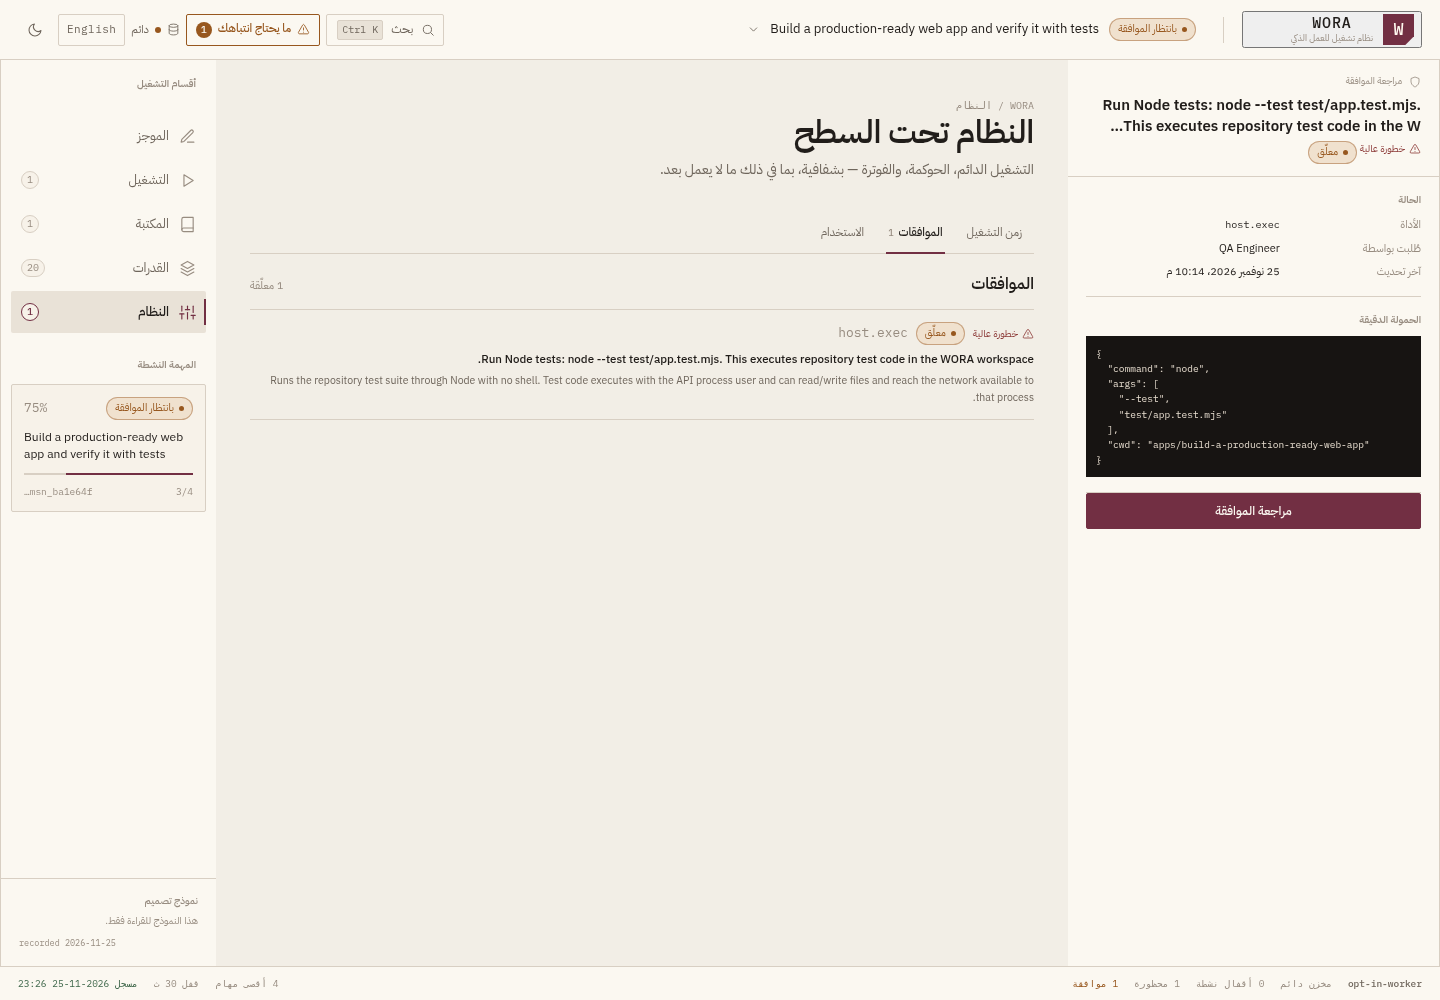 W
WORA
نظام تشغيل للعمل الذكي
بانتظار الموافقة
Build a production-ready web app and verify it with tests
بحث
Ctrl K
ما يحتاج انتباهك
1
دائم
English
مراجعة الموافقة
Run Node tests: node --test test/app.test.mjs.
This executes repository test code in the W…
خطورة عالية
معلّق
الحالة
الأداة
host.exec
طُلبت بواسطة
QA Engineer
آخر تحديث
25 نوفمبر 2026، 10:14 م
الحمولة الدقيقة
{
"command": "node",
"args": [
"--test",
"test/app.test.mjs"
],
"cwd": "apps/build-a-production-ready-web-app"
}
مراجعة الموافقة
WORA / النظام
النظام تحت السطح
التشغيل الدائم، الحوكمة، والفوترة — بشفافية، بما في ذلك ما لا يعمل بعد.
زمن التشغيل
الموافقات 1
الاستخدام
الموافقات
1 معلّقة
خطورة عالية
معلّق
host.exec
Run Node tests: node --test test/app.test.mjs. This executes repository test code in the WORA workspace.
Runs the repository test suite through Node with no shell. Test code executes with the API process user and can read/write files and reach the network available to
that process.
أقسام التشغيل
الموجز
التشغيل
1
المكتبة
1
القدرات
20
النظام
1
المهمة النشطة
بانتظار الموافقة
75%
Build a production-ready web
app and verify it with tests
3/4
msn_ba1e64f…
نموذج تصميم
هذا النموذج للقراءة فقط.
recorded 2026-11-25
opt-in-worker
مخزن دائم
0 أقفال نشطة
1 محظورة
1 موافقة
4 أقصى مهام
قفل 30 ث
مسجل 2026-11-25 23:26